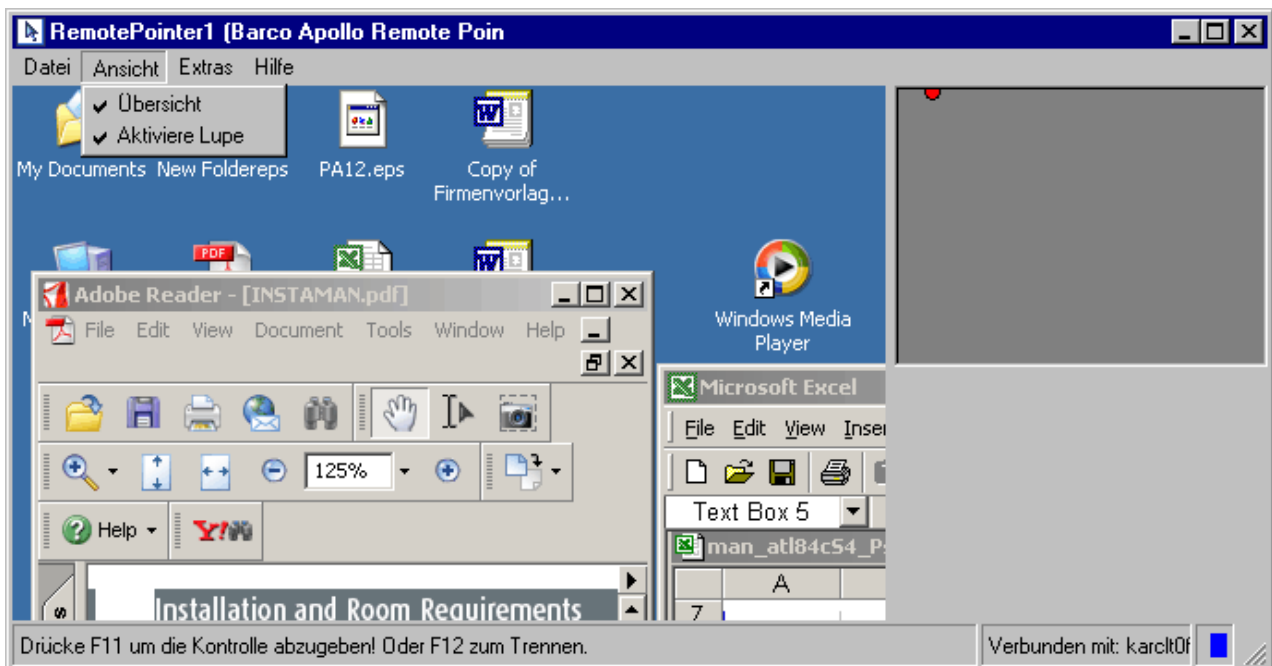 RemotePointer1 (Barco Apollo Remote Poin
Datei Ansicht Extras Hilfe
Übersicht
Aktiviere Lupe
My Documents New Foldereps PA12.eps Copy of
Firmenvorlag...
Adobe Reader - [INSTAMAN.pdf]
File Edit View Document Tools Window Help
Windows Media
Player
125%
Help
Installation and Room Requirements
Microsoft Excel
File Edit View Inser
Text Box 5
man_atl84c54_P
A
7
Drücke F11 um die Kontrolle abzugeben! Oder F12 zum Trennen.
Verbunden mit: karclt0f